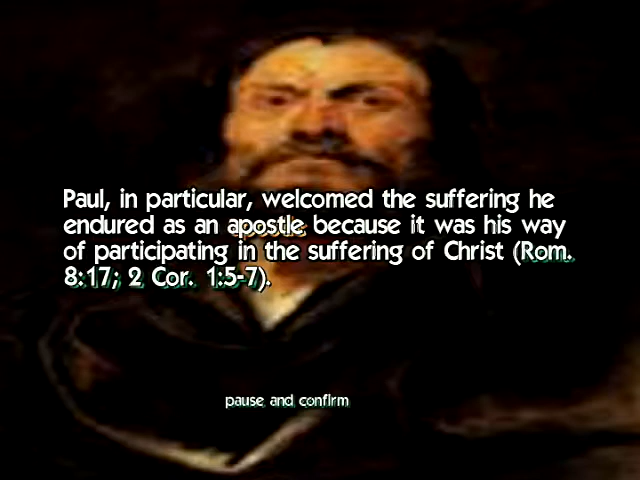 Paul, in particular, welcomed the suffering he
endured as an apostle because it was his way
of participating in the suffering of Christ (Rom.
8:17; 2 Cor. 1:5-7).
pause and confirm